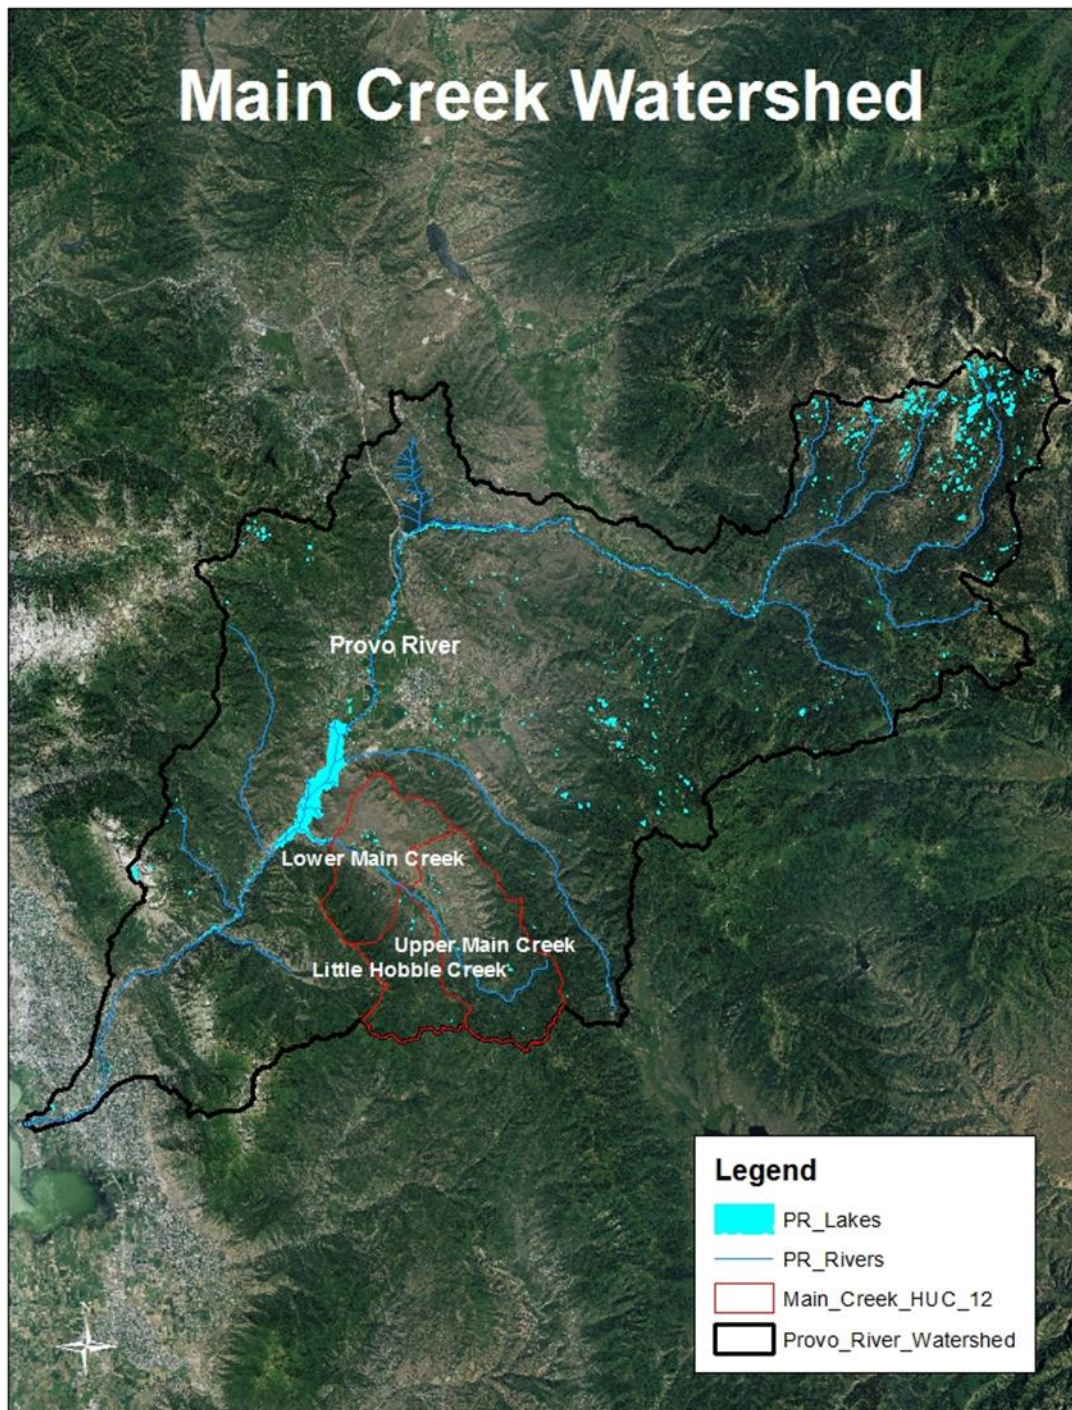 Main Creek Watershed
Provo River
Lower Main Creek
Upper Main Creek
Little Hobble Creek
Legend
PR_Lakes
PR_Rivers
Main_Creek_HUC_12
Provo_River_Watershed